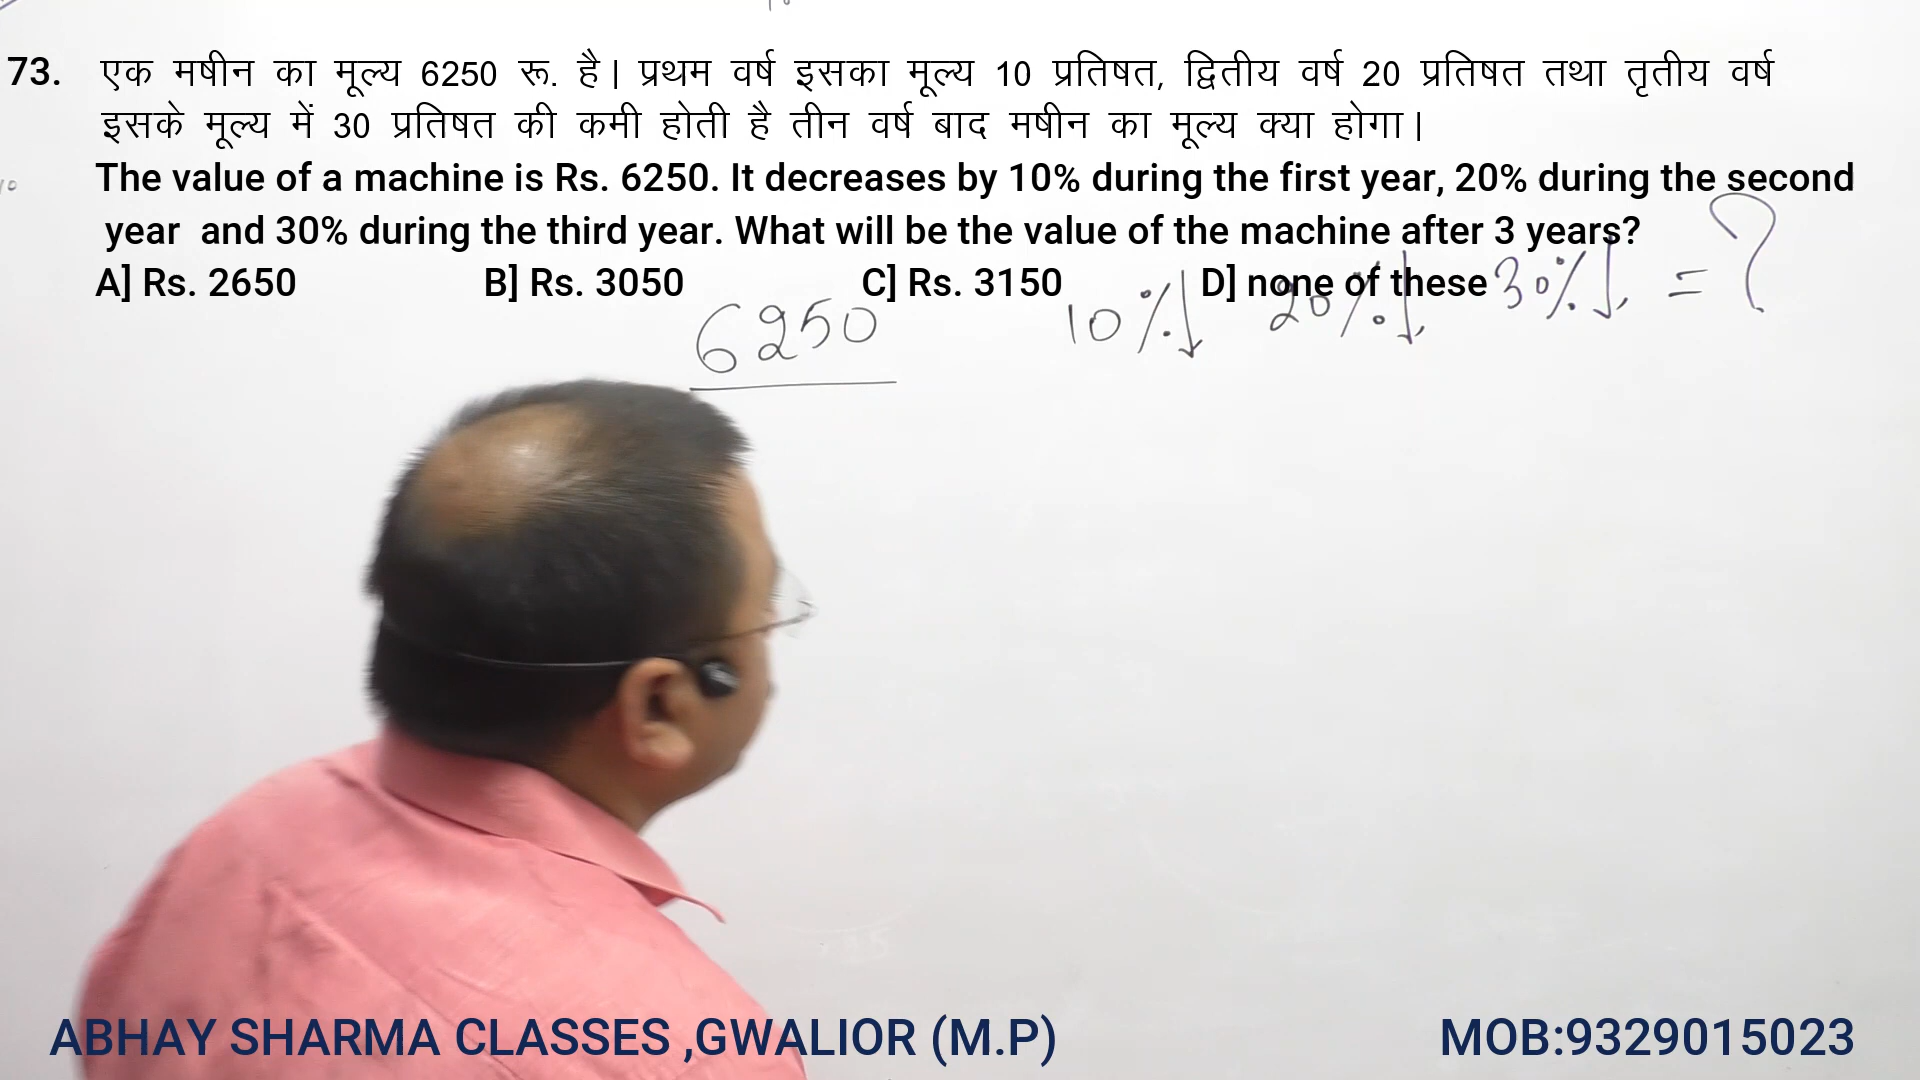 73. एक मषीन का मूल्य 6250 रू. है। प्रथम वर्ष इसका मूल्य 10 प्रतिषत, द्वितीय वर्ष 20 प्रतिषत तथा तृतीय वर्ष
इसके मूल्य में 30 प्रतिषत की कमी होती है तीन वर्ष बाद मषीन का मूल्य क्या होगा।
The value of a machine is Rs. 6250. It decreases by 10% during the first year, 20% during the second
year and 30% during the third year. What will be the value of the machine after 3 years?
A] Rs. 2650 B] Rs. 3050 C] Rs. 3150 D] none of these
6250 10%↓ 20%↓, 30%↓, = ?
ABHAY SHARMA CLASSES ,GWALIOR (M.P) MOB:9329015023